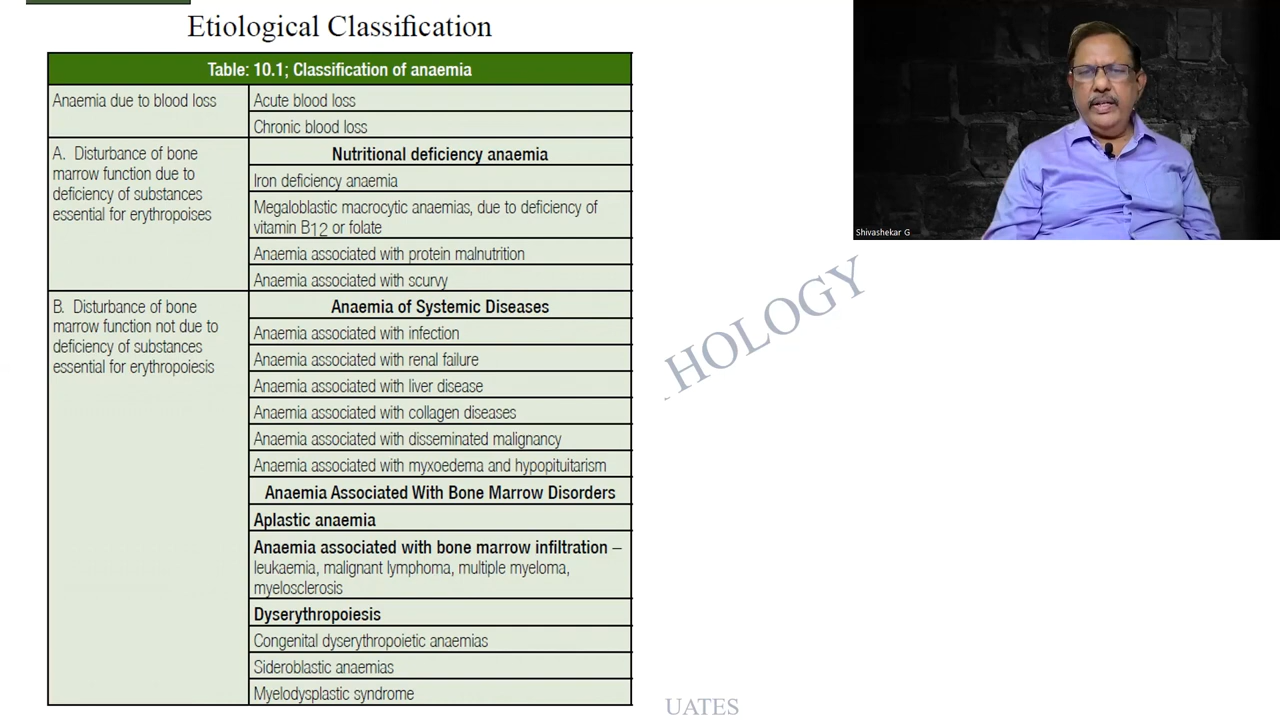 Etiological Classification
Table: 10.1; Classification of anaemia
Anaemia due to blood loss
Acute blood loss
Chronic blood loss
A. Disturbance of bone
marrow function due to
deficiency of substances
essential for erythropoises
Nutritional deficiency anaemia
Iron deficiency anaemia
Megaloblastic macrocytic anaemias, due to deficiency of
vitamin B12 or folate
Anaemia associated with protein malnutrition
Anaemia associated with scurvy
B. Disturbance of bone
marrow function not due to
deficiency of substances
essential for erythropoiesis
Anaemia of Systemic Diseases
Anaemia associated with infection
Anaemia associated with renal failure
Anaemia associated with liver disease
Anaemia associated with collagen diseases
Anaemia associated with disseminated malignancy
Anaemia associated with myxoedema and hypopituitarism
Anaemia Associated With Bone Marrow Disorders
Aplastic anaemia
Anaemia associated with bone marrow infiltration –
leukaemia, malignant lymphoma, multiple myeloma,
myelosclerosis
Dyserythropoiesis
Congenital dyserythropoietic anaemias
Sideroblastic anaemias
Myelodysplastic syndrome
Shivashekar G
HOLOGY
UATES